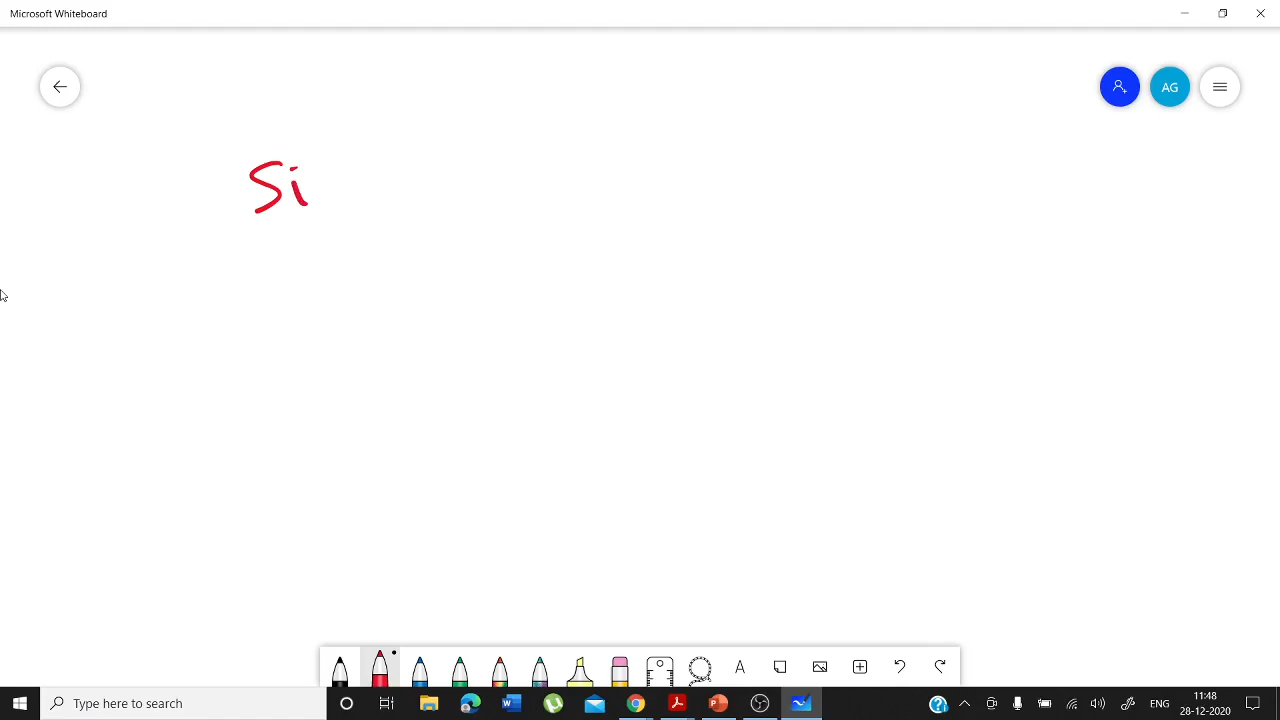 Microsoft Whiteboard
AG
Si
A
Type here to search
ENG
11:48
28-12-2020